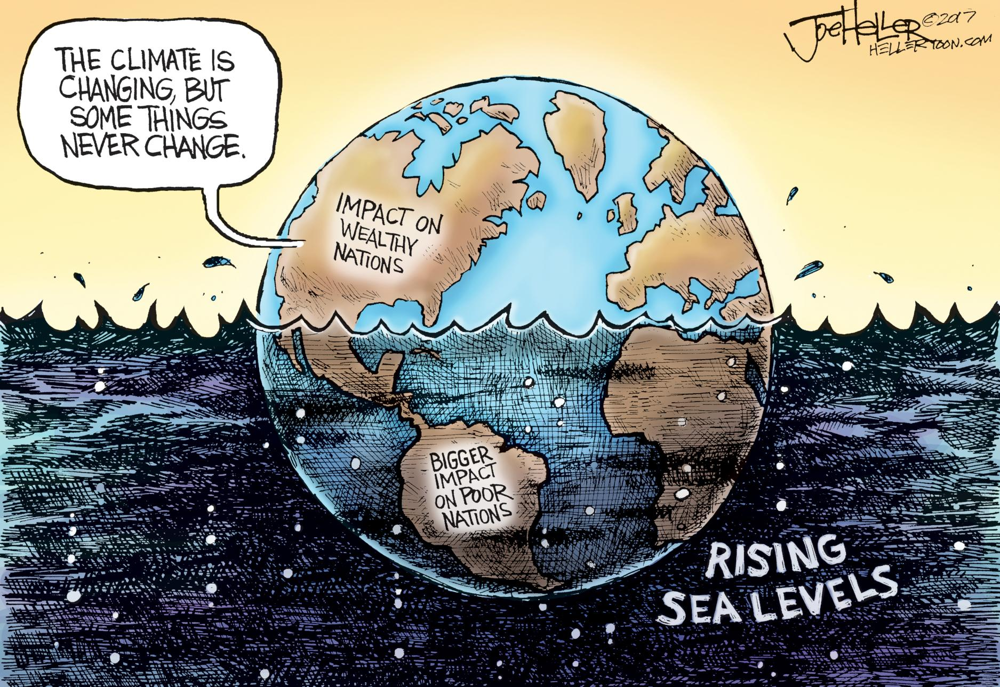 JOE HELLER ©2017
HELLERTOON.COM
THE CLIMATE IS
CHANGING, BUT
SOME THINGS
NEVER CHANGE.
IMPACT ON
WEALTHY
NATIONS
BIGGER
IMPACT
ON POOR
NATIONS
RISING
SEA LEVELS